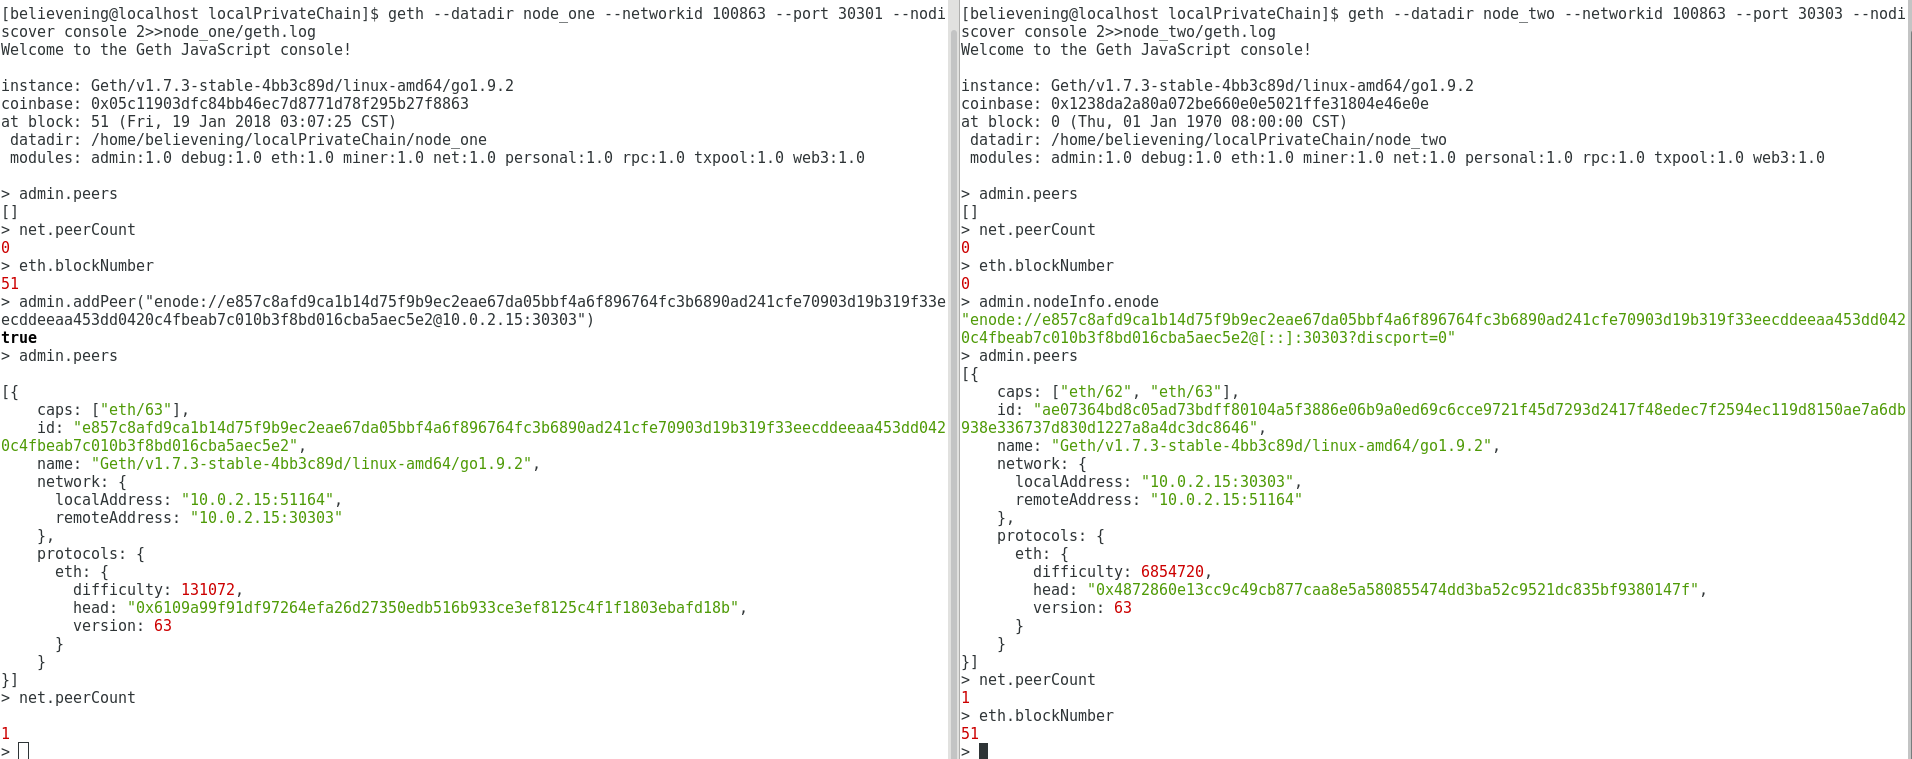 [believening@localhost localPrivateChain]$ geth --datadir node_one --networkid 100863 --port 30301 --nodi
scover console 2>>node_one/geth.log
Welcome to the Geth JavaScript console!
instance: Geth/v1.7.3-stable-4bb3c89d/linux-amd64/go1.9.2
coinbase: 0x05c11903dfc84bb46ec7d8771d78f295b27f8863
at block: 51 (Fri, 19 Jan 2018 03:07:25 CST)
 datadir: /home/believening/localPrivateChain/node_one
 modules: admin:1.0 debug:1.0 eth:1.0 miner:1.0 net:1.0 personal:1.0 rpc:1.0 txpool:1.0 web3:1.0
> admin.peers
[]
> net.peerCount
0
> eth.blockNumber
51
> admin.addPeer("enode://e857c8afd9ca1b14d75f9b9ec2eae67da05bbf4a6f896764fc3b6890ad241cfe70903d19b319f33e
ecddeeaa453dd0420c4fbeab7c010b3f8bd016cba5aec5e2@10.0.2.15:30303")
true
> admin.peers
[{
    caps: ["eth/63"],
    id: "e857c8afd9ca1b14d75f9b9ec2eae67da05bbf4a6f896764fc3b6890ad241cfe70903d19b319f33eecddeeaa453dd042
0c4fbeab7c010b3f8bd016cba5aec5e2",
    name: "Geth/v1.7.3-stable-4bb3c89d/linux-amd64/go1.9.2",
    network: {
      localAddress: "10.0.2.15:51164",
      remoteAddress: "10.0.2.15:30303"
    },
    protocols: {
      eth: {
        difficulty: 131072,
        head: "0x6109a99f91df97264efa26d27350edb516b933ce3ef8125c4f1f1803ebafd18b",
        version: 63
      }
    }
}]
> net.peerCount
1
>
[believening@localhost localPrivateChain]$ geth --datadir node_two --networkid 100863 --port 30303 --nodi
scover console 2>>node_two/geth.log
Welcome to the Geth JavaScript console!
instance: Geth/v1.7.3-stable-4bb3c89d/linux-amd64/go1.9.2
coinbase: 0x1238da2a80a072be660e0e5021ffe31804e46e0e
at block: 0 (Thu, 01 Jan 1970 08:00:00 CST)
 datadir: /home/believening/localPrivateChain/node_two
 modules: admin:1.0 debug:1.0 eth:1.0 miner:1.0 net:1.0 personal:1.0 rpc:1.0 txpool:1.0 web3:1.0
> admin.peers
[]
> net.peerCount
0
> eth.blockNumber
0
> admin.nodeInfo.enode
"enode://e857c8afd9ca1b14d75f9b9ec2eae67da05bbf4a6f896764fc3b6890ad241cfe70903d19b319f33eecddeeaa453dd042
0c4fbeab7c010b3f8bd016cba5aec5e2@[::]:30303?discport=0"
> admin.peers
[{
    caps: ["eth/62", "eth/63"],
    id: "ae07364bd8c05ad73bdff80104a5f3886e06b9a0ed69c6cce9721f45d7293d2417f48edec7f2594ec119d8150ae7a6db
938e336737d830d1227a8a4dc3dc8646",
    name: "Geth/v1.7.3-stable-4bb3c89d/linux-amd64/go1.9.2",
    network: {
      localAddress: "10.0.2.15:30303",
      remoteAddress: "10.0.2.15:51164"
    },
    protocols: {
      eth: {
        difficulty: 6854720,
        head: "0x4872860e13cc9c49cb877caa8e5a580855474dd3ba52c9521dc835bf9380147f",
        version: 63
      }
    }
}]
> net.peerCount
1
> eth.blockNumber
51
>